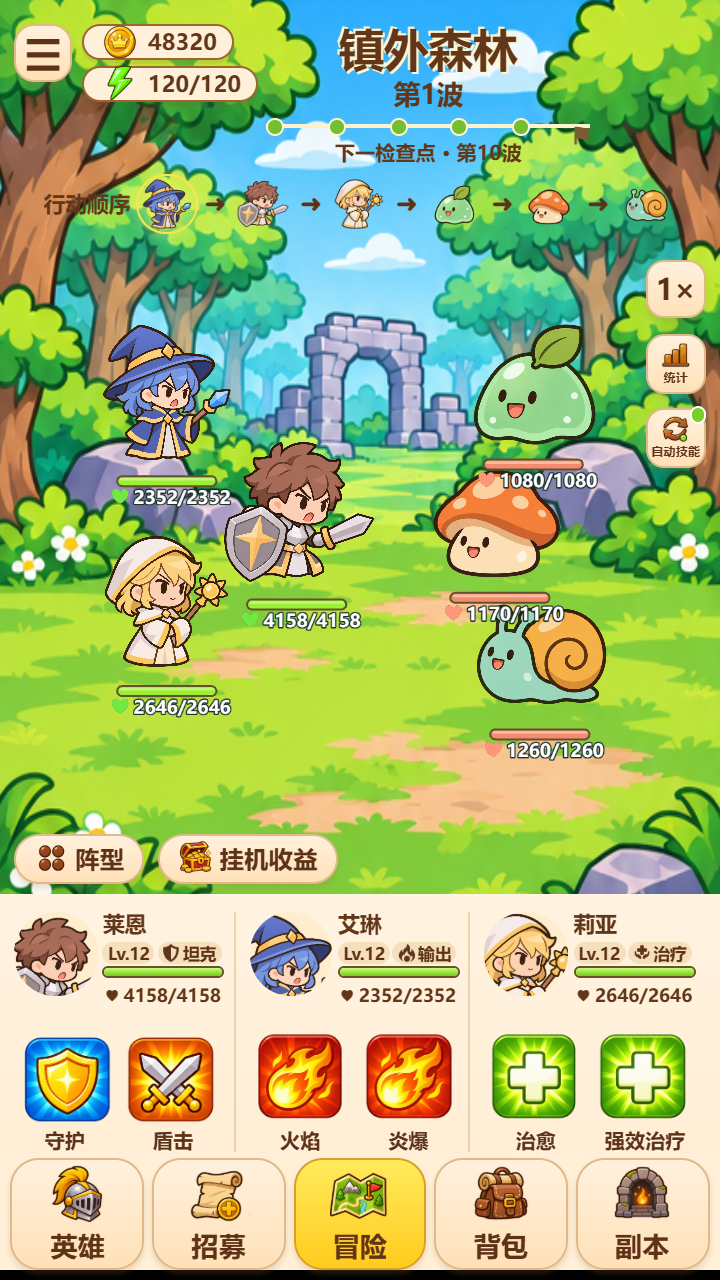 48320
120/120
镇外森林
第1波
下一检查点·第10波
行动顺序
1×
统计
自动技能
2352/2352
4158/4158
2646/2646
1080/1080
1170/1170
1260/1260
阵型
挂机收益
莱恩
Lv.12 坦克
4158/4158
守护
盾击
艾琳
Lv.12 输出
2352/2352
火焰
炎爆
莉亚
Lv.12 治疗
2646/2646
治愈
强效治疗
英雄
招募
冒险
背包
副本